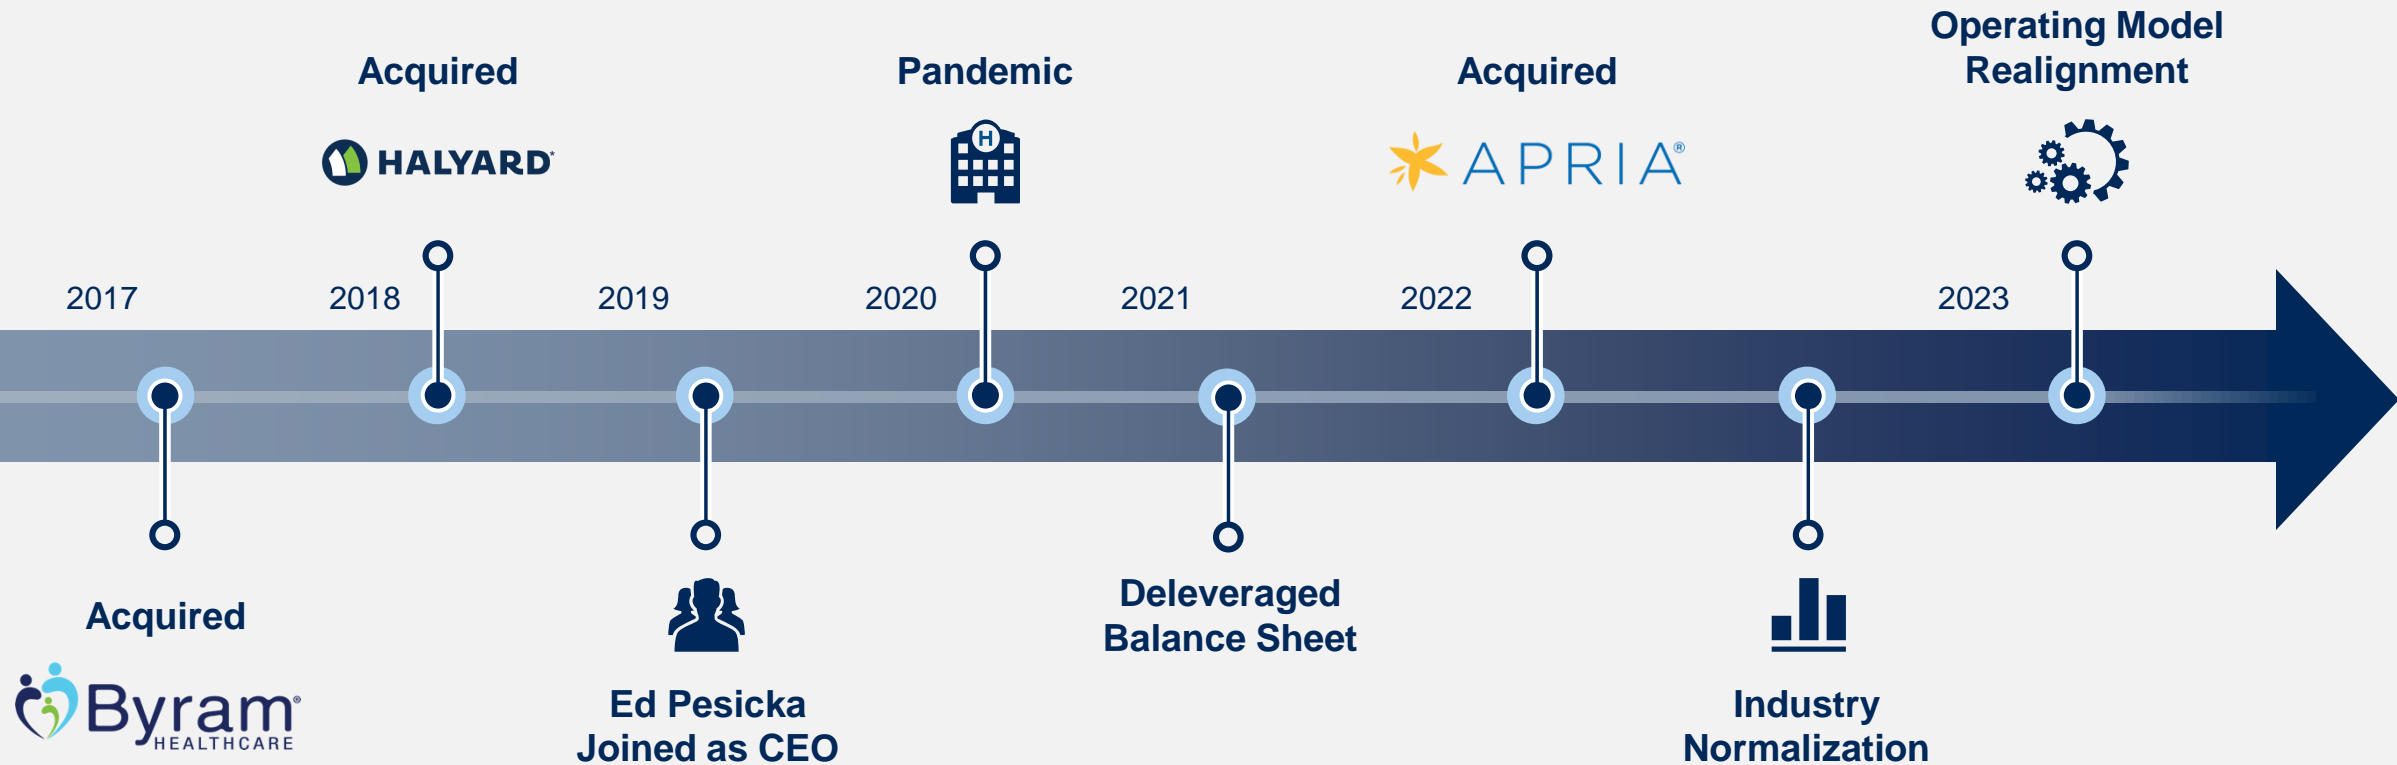 Operating Model
Realignment
Acquired
Pandemic
Acquired
H
HALYARD*
APRIA®
2017
2018
2019
2020
2021
2022
2023
Acquired
Byram®
HEALTHCARE
Ed Pesicka
Joined as CEO
Deleveraged
Balance Sheet
Industry
Normalization